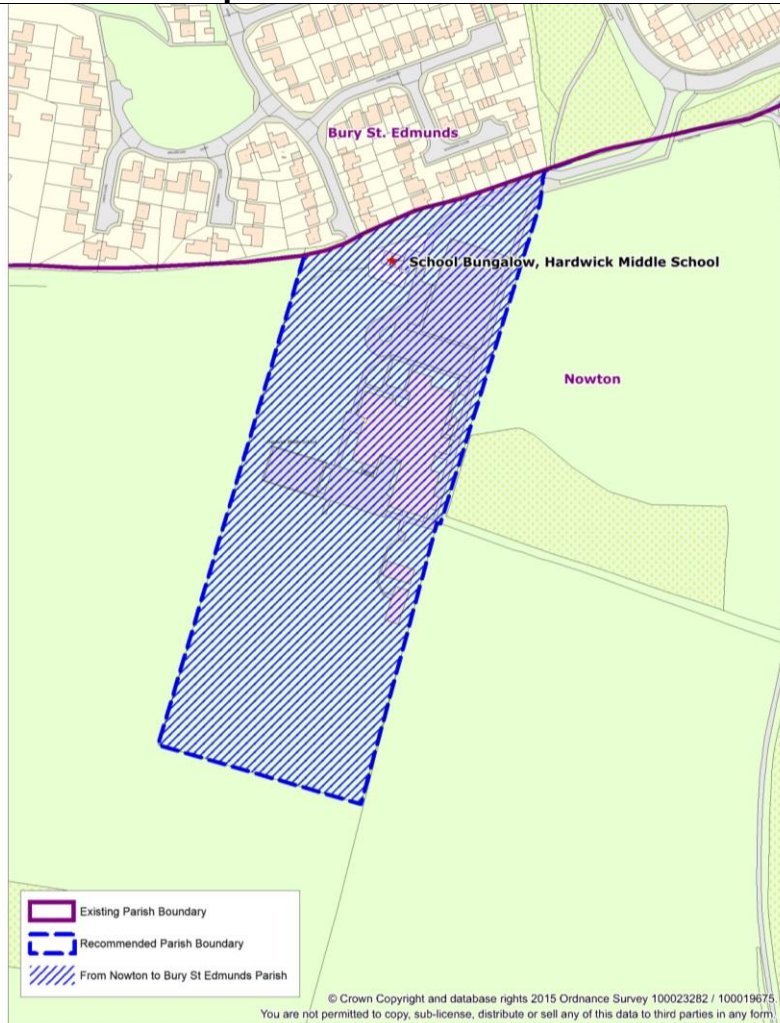 Bury St. Edmunds
School Bungalow, Hardwick Middle School
Nowton
Existing Parish Boundary
Recommended Parish Boundary
From Nowton to Bury St Edmunds Parish
© Crown Copyright and database rights 2015 Ordnance Survey 100023282 / 100019675.
You are not permitted to copy, sub-license, distribute or sell any of this data to third parties in any form.